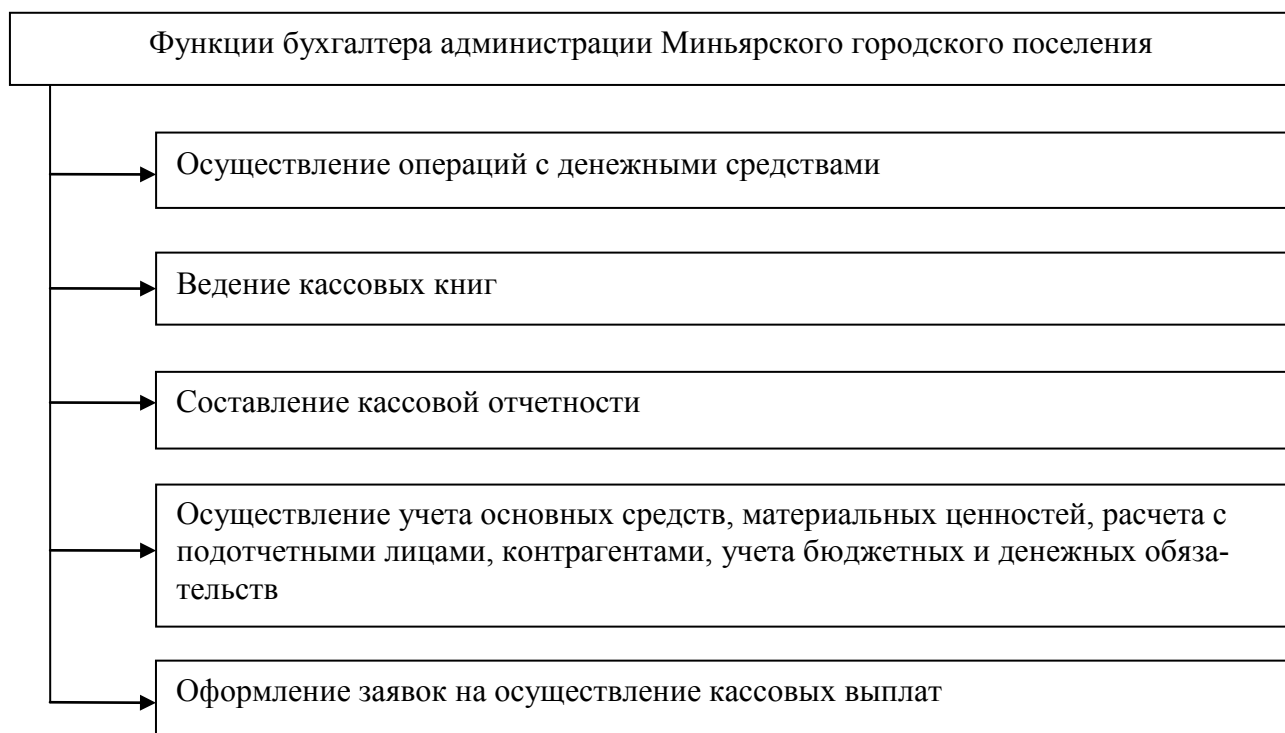 Функции бухгалтера администрации Миньярского городского поселения
Осуществление операций с денежными средствами
Ведение кассовых книг
Составление кассовой отчетности
Осуществление учета основных средств, материальных ценностей, расчета с
подотчетными лицами, контрагентами, учета бюджетных и денежных обяза-
тельств
Оформление заявок на осуществление кассовых выплат